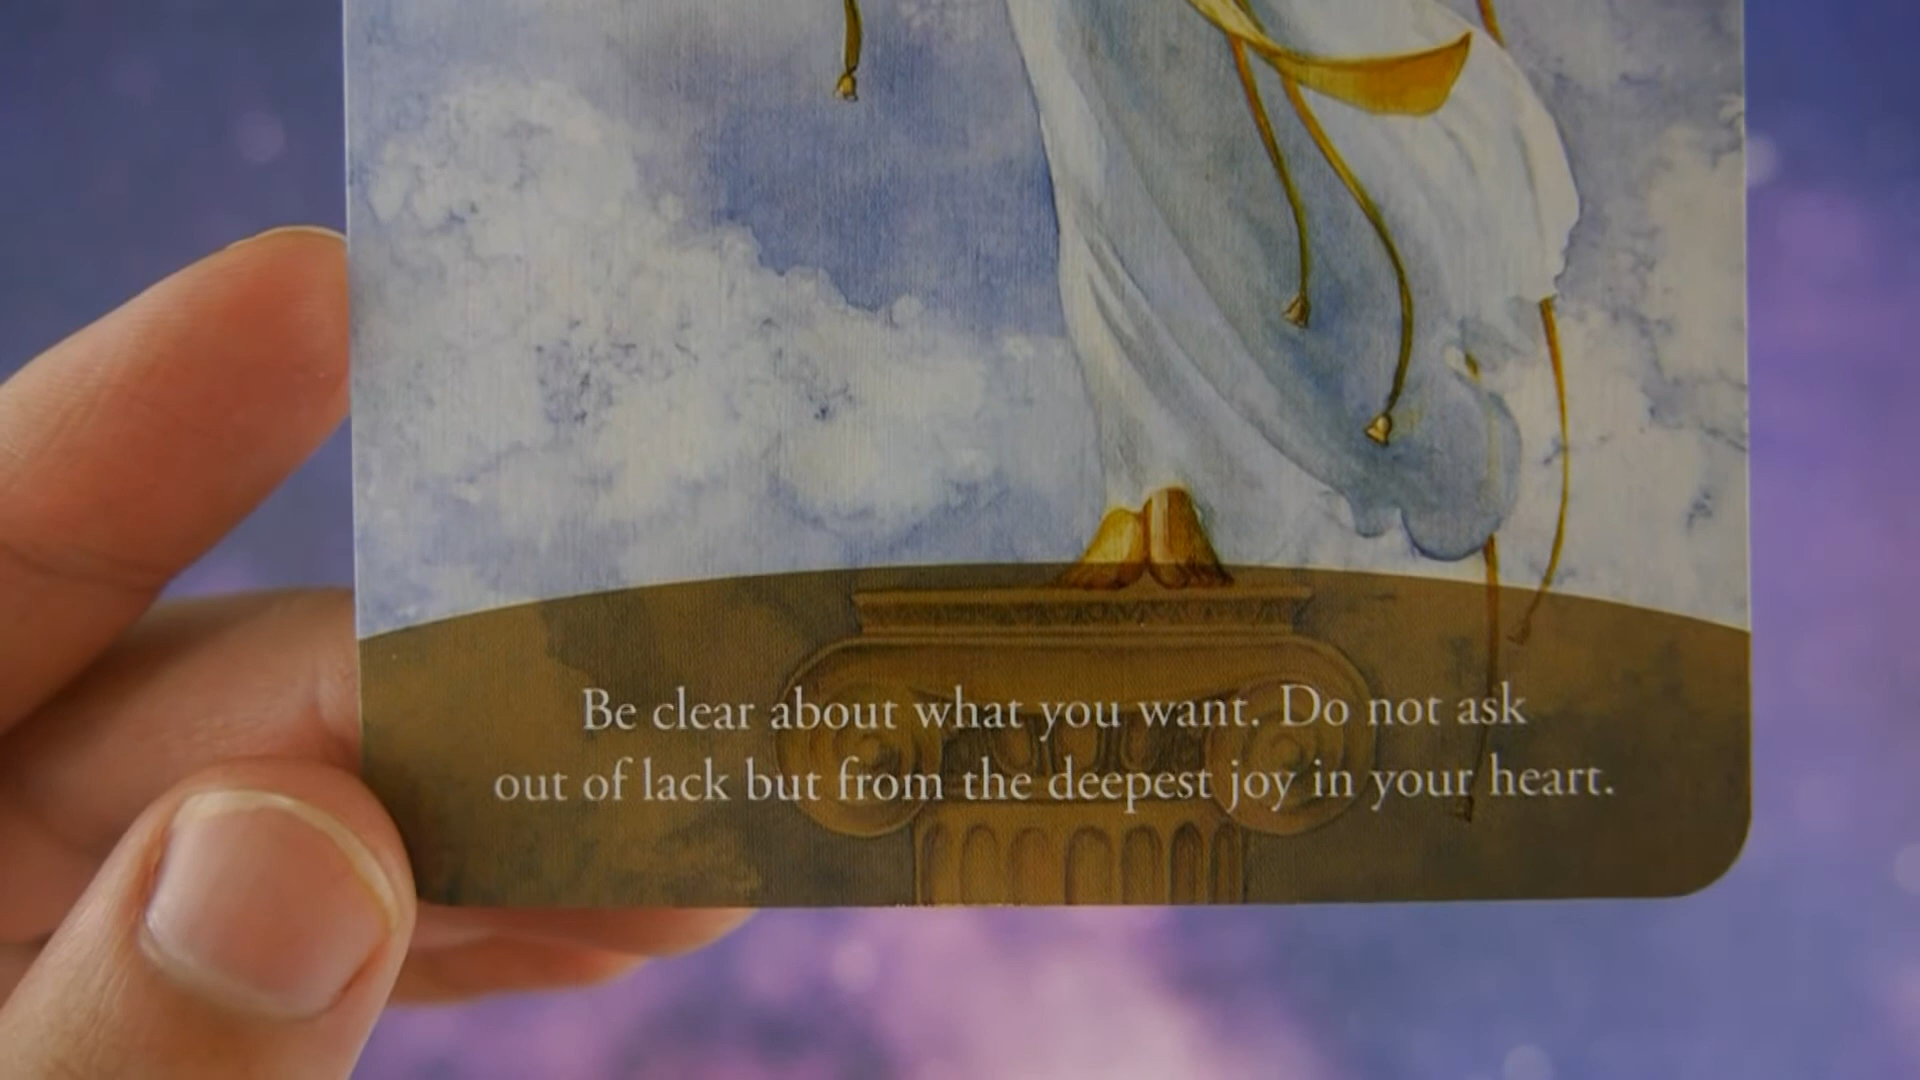 Be clear about what you want. Do not ask
out of lack but from the deepest joy in your heart.